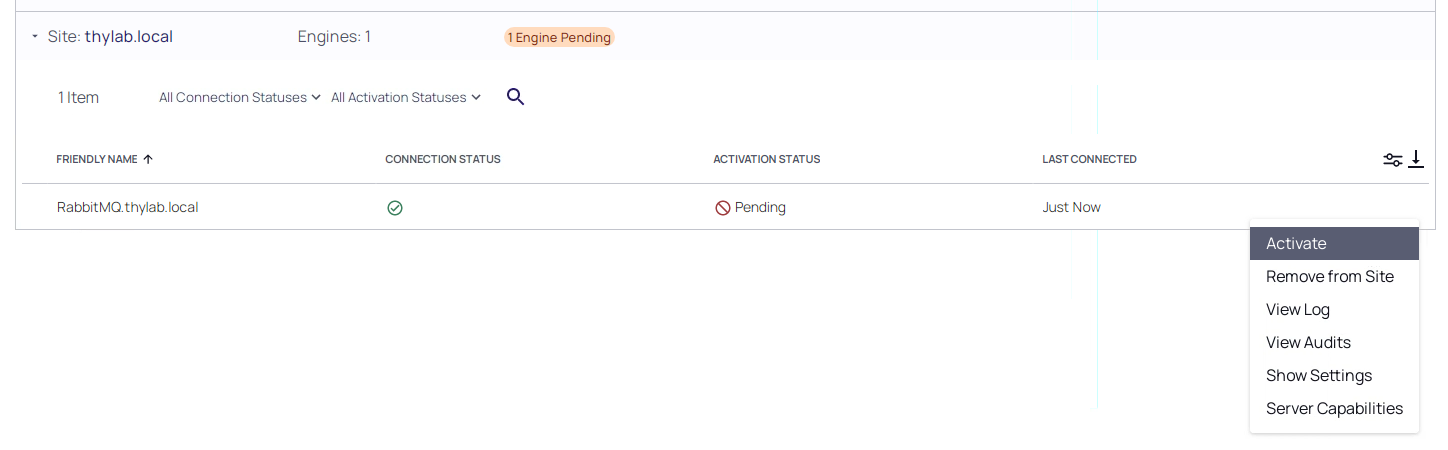 Site: thylab.local Engines: 1 1 Engine Pending
1 Item All Connection Statuses All Activation Statuses
FRIENDLY NAME CONNECTION STATUS ACTIVATION STATUS LAST CONNECTED
RabbitMQ.thylab.local Pending Just Now
Activate
Remove from Site
View Log
View Audits
Show Settings
Server Capabilities